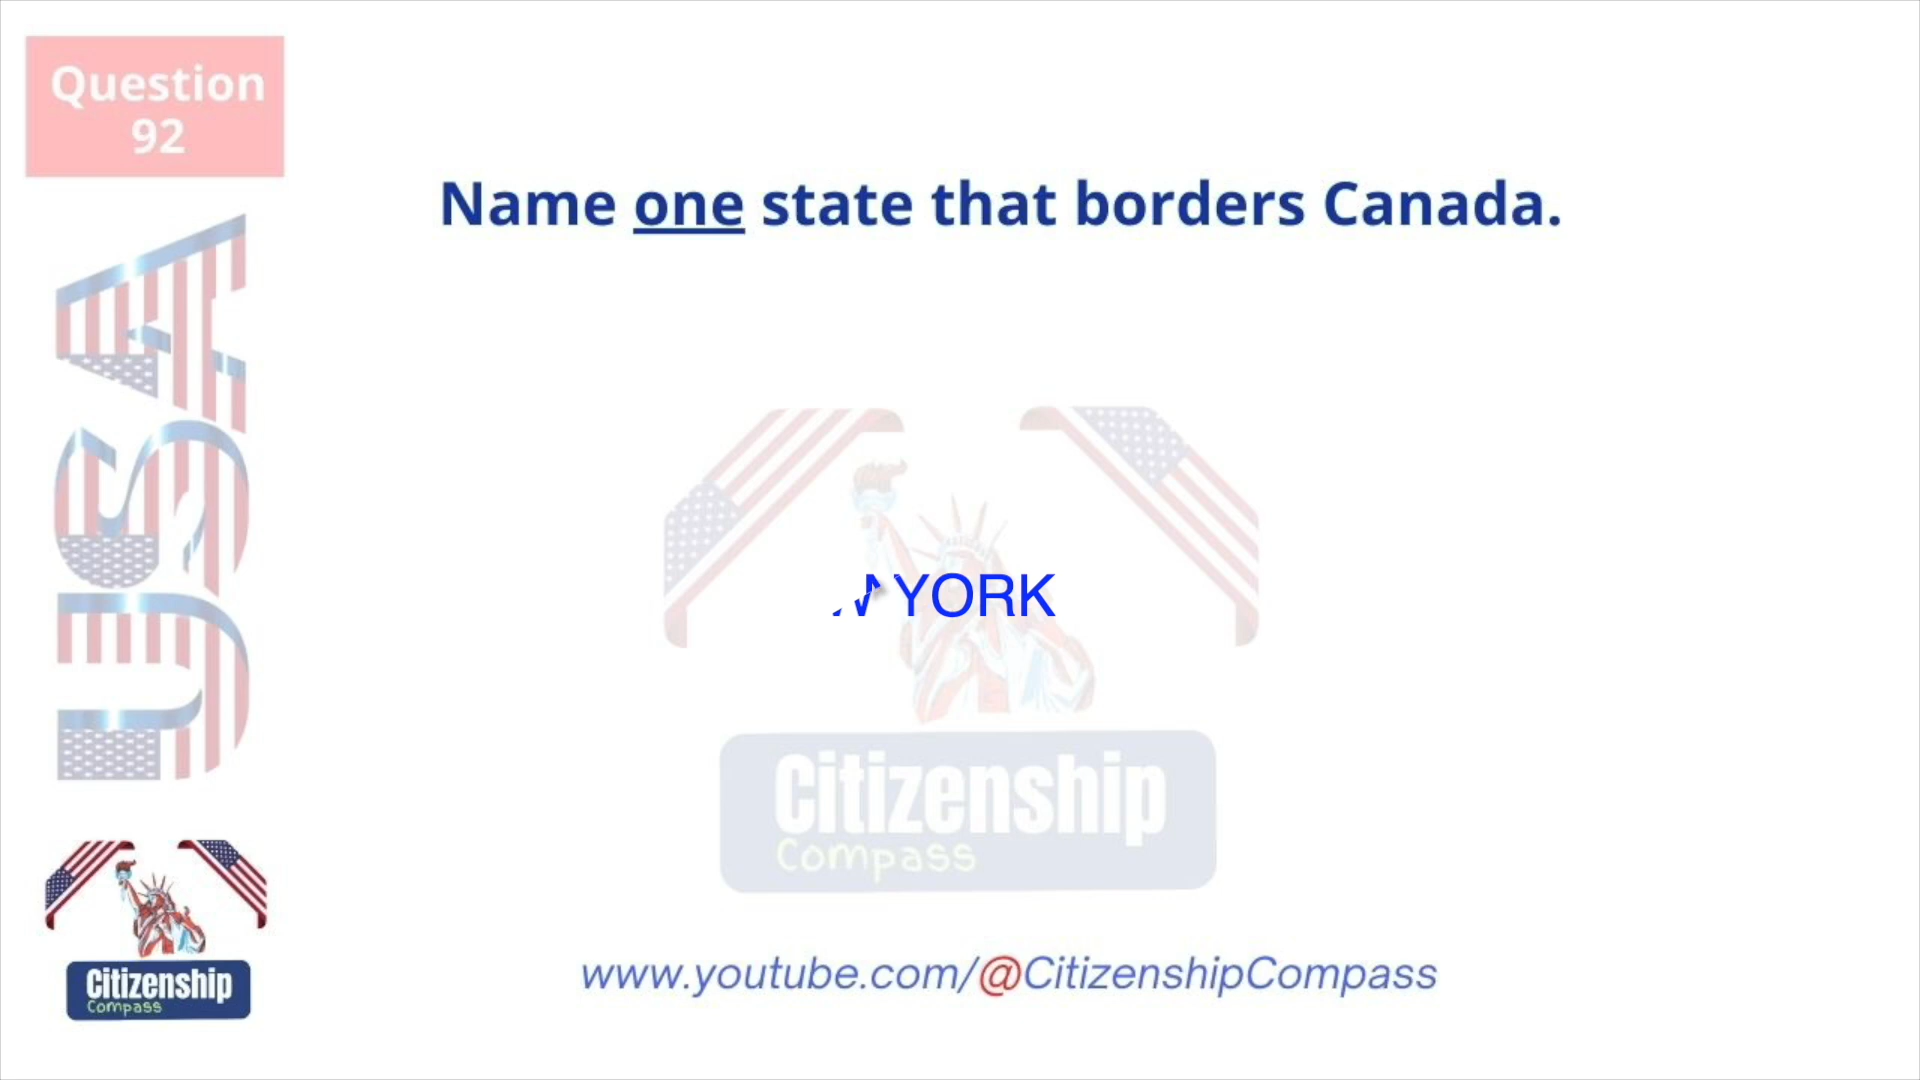 Question
92
Name one state that borders Canada.
YORK
Citizenship
Compass
www.youtube.com/@CitizenshipCompass
USA
Citizenship
Compass